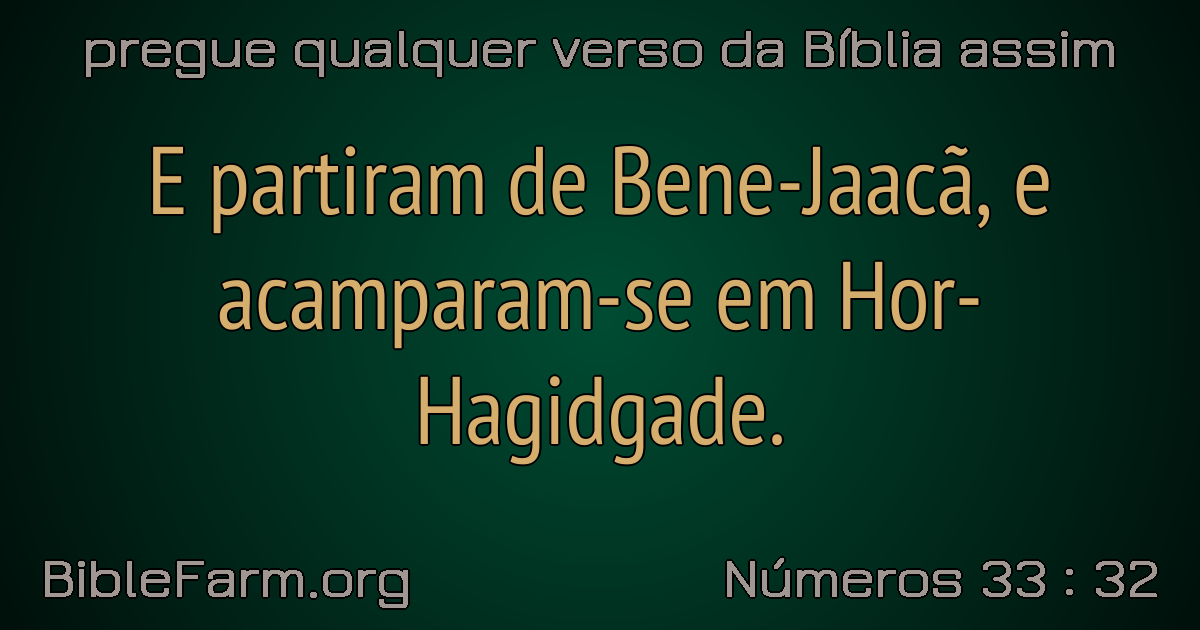 pregue qualquer verso da Bíblia assim
E partiram de Bene-Jaacã, e
acamparam-se em Hor-
Hagidgade.
BibleFarm.org
Números 33 : 32